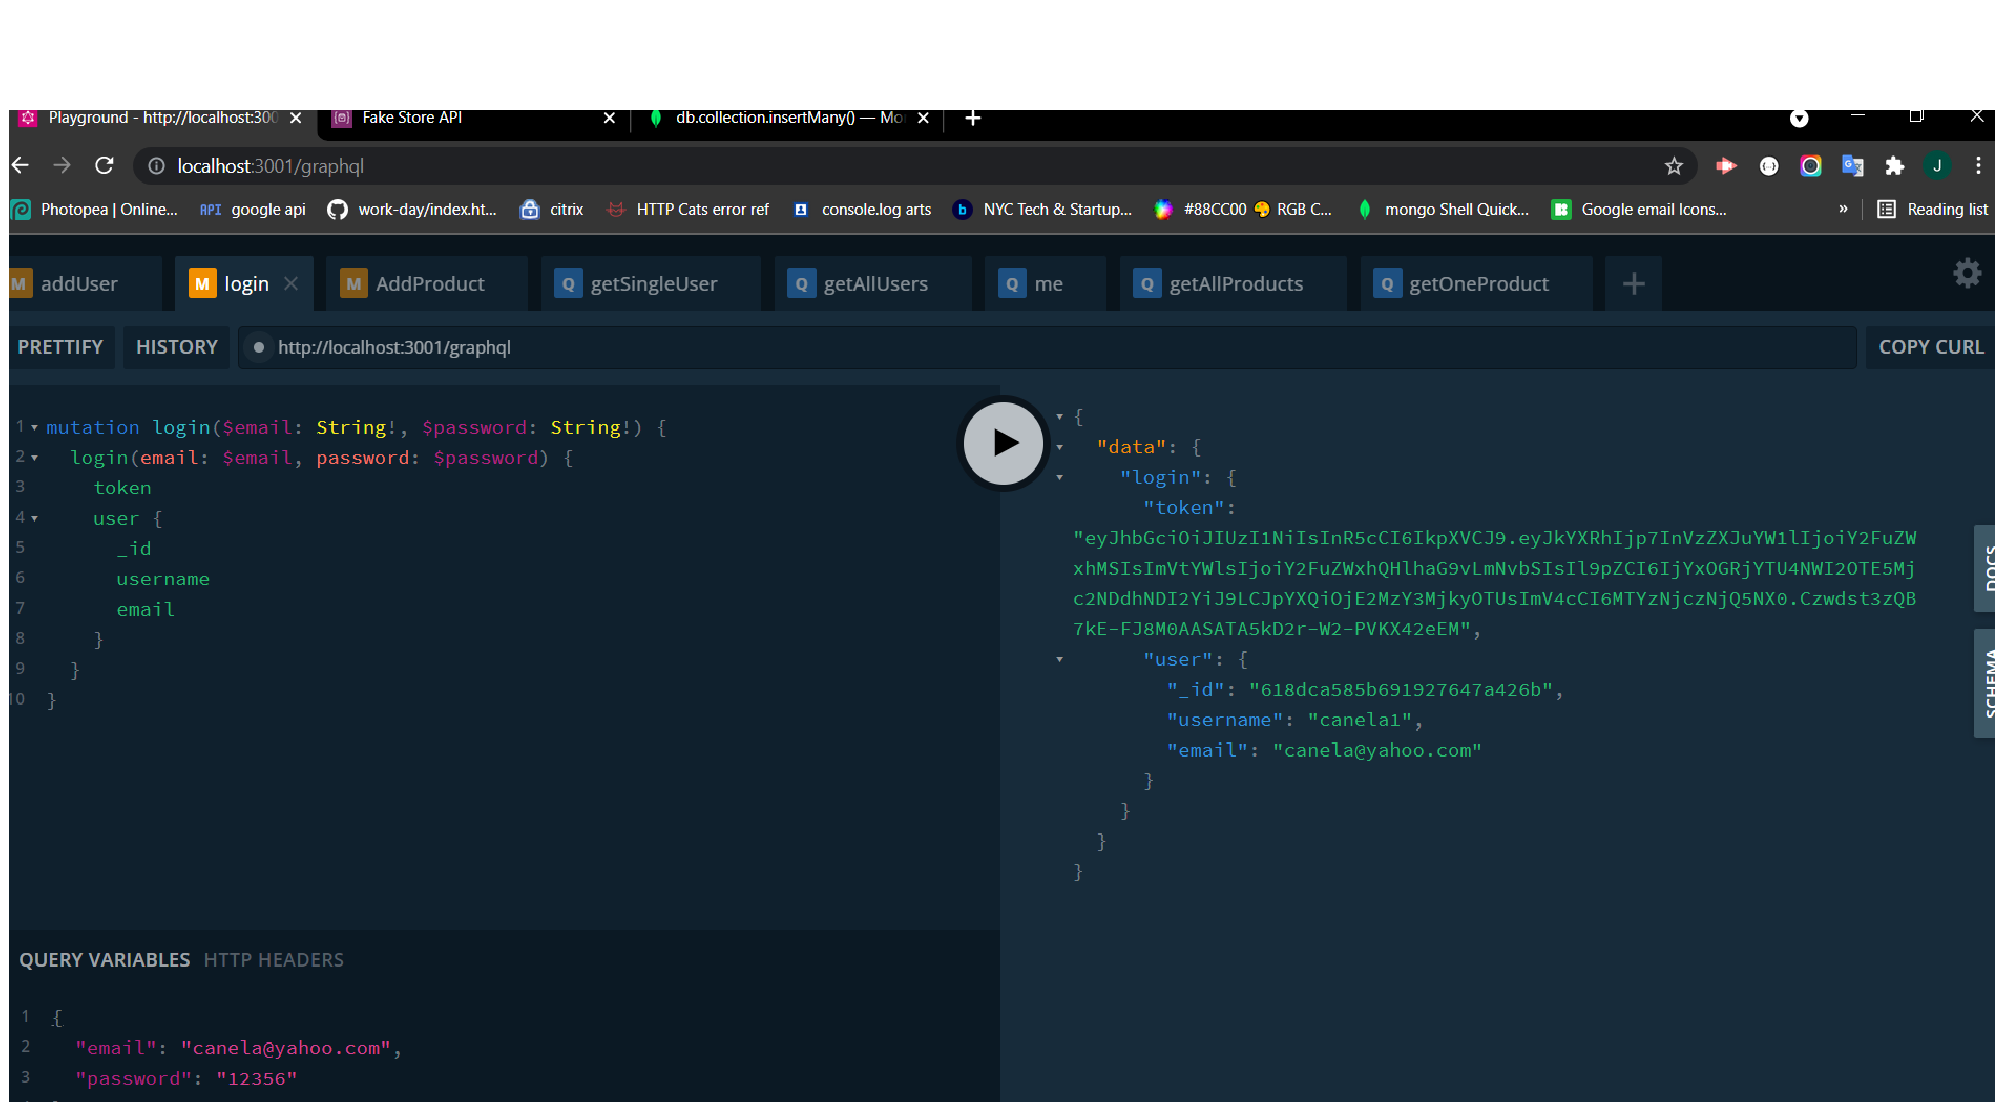 Playground - http://localhost:300
Fake Store API
db.collection.insertMany() — Mo
localhost:3001/graphql
J
Photopea | Online...
API google api
work-day/index.ht...
citrix
HTTP Cats error ref
console.log arts
NYC Tech & Startup...
#88CC00
RGB C...
mongo Shell Quick...
Google email Icons...
»
Reading list
M addUser
M login
M AddProduct
Q getSingleUser
Q getAllUsers
Q me
Q getAllProducts
Q getOneProduct
PRETTIFY
HISTORY
http://localhost:3001/graphql
COPY CURL
1 mutation login($email: String!, $password: String!) {
2 login(email: $email, password: $password) {
3 token
4 user {
5 _id
6 username
7 email
8 }
9 }
10 }
{
"data": {
"login": {
"token":
"eyJhbGciOiJIUzI1NiIsInR5cCI6IkpXVCJ9.eyJkYXRhIjp7InVzZXJuYW1lIjoiY2FuZW
xhMSIsImVtYWlsIjoiY2FuZWxhQHlhaG9vLmNvbSIsIl9pZCI6IjYxOGRjYTU4NWI2OTE5Mj
c2NDdhNDI2YiJ9LCJpYXQiOjE2MzY3MjkyOTUsImV4cCI6MTYzNjczNjQ5NX0.Czwdst3zQB
7kE-FJ8M0AASATA5kD2r-W2-PVKX42eEM",
"user": {
"_id": "618dca585b691927647a426b",
"username": "canela1",
"email": "canela@yahoo.com"
}
}
}
}
DOCS
SCHEMA
QUERY VARIABLES
HTTP HEADERS
1 {
2 "email": "canela@yahoo.com",
3 "password": "12356"